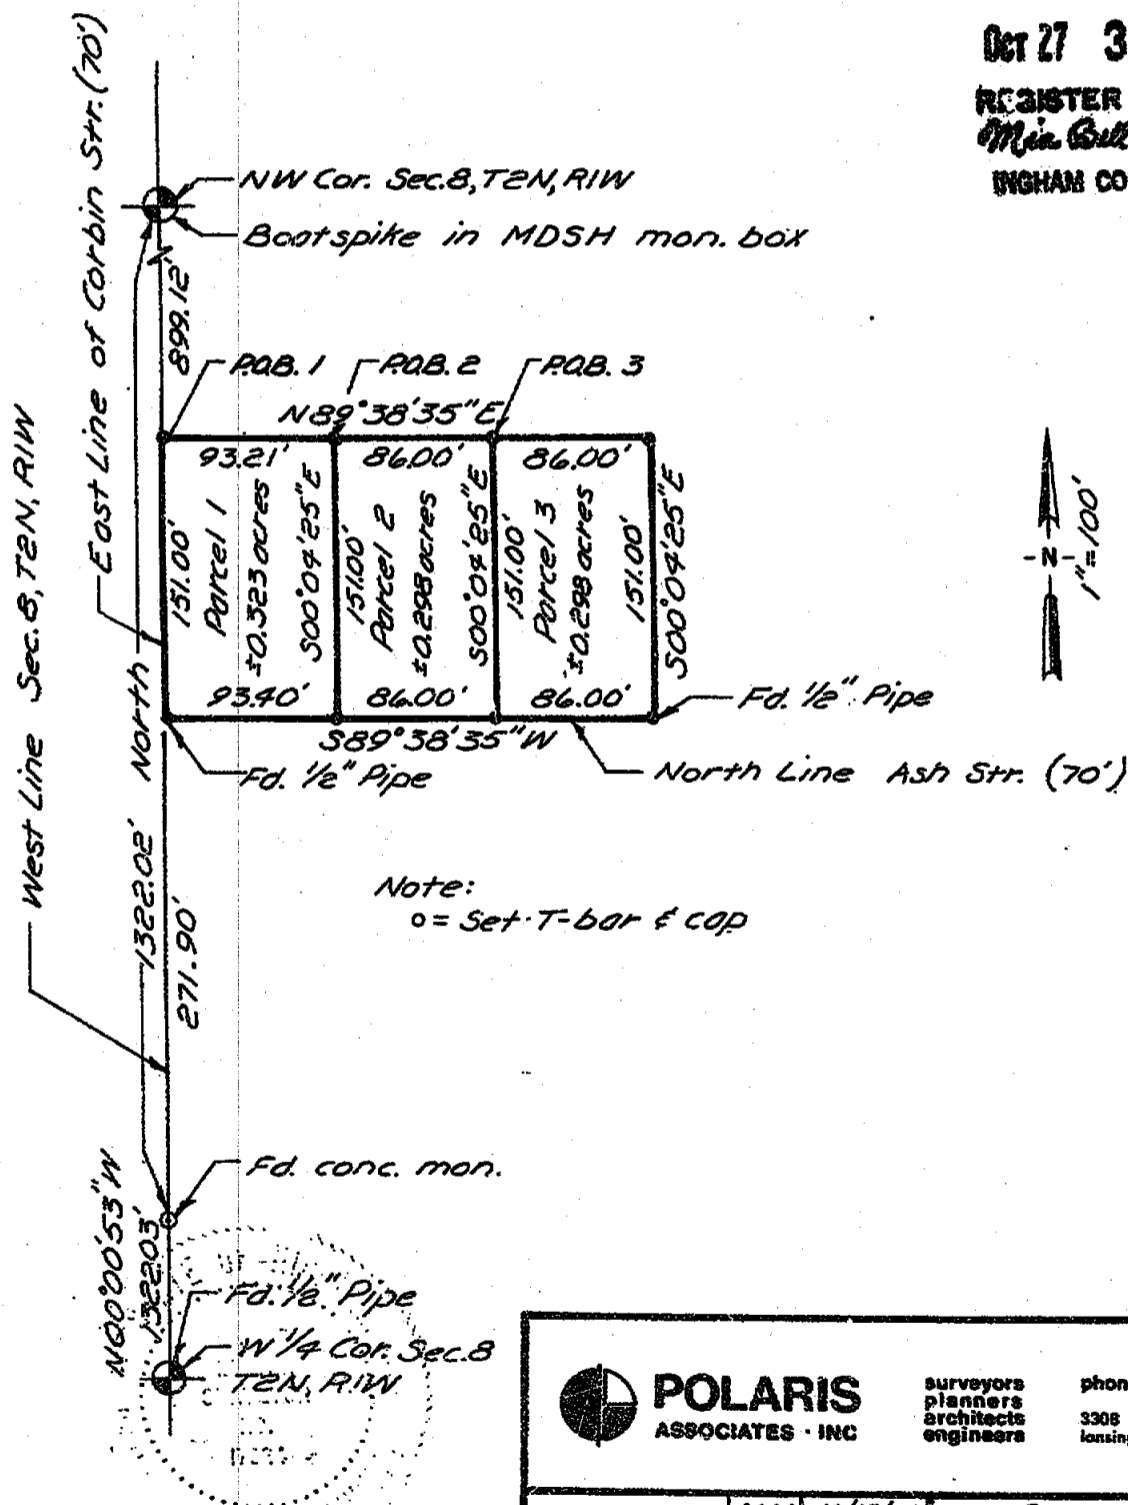 Oct 27 3
REGISTER
INGHAM CO
East Line of Corbin Str. (70')
NW Cor. Sec.8, T2N, R1W
Bootspike in MDSH mon. box
899.12'
P.O.B. 1
P.O.B. 2
P.O.B. 3
N89°38'35"E
93.21'
86.00'
86.00'
151.00'
Parcel 1
±0.323 acres
S00°04'25"E
151.00'
Parcel 2
±0.298 acres
S00°04'25"E
151.00'
Parcel 3
±0.298 acres
151.00'
S00°04'25"E
93.40'
86.00'
86.00'
S89°38'35"W
Fd. 1/2" Pipe
Fd. 1/2" Pipe
North Line Ash Str. (70')
-N-
1"=100'
West Line Sec. 8, T2N, R1W
North
1322.02'
271.90'
Note:
o = Set T-bar & cap
Fd. conc. mon.
N00°00'53"W
1322.03'
Fd. 1/2" Pipe
W 1/4 Cor. Sec.8
T2N, R1W
POLARIS
ASSOCIATES · INC
surveyors
planners
architects
engineers
phon
3308
lansing